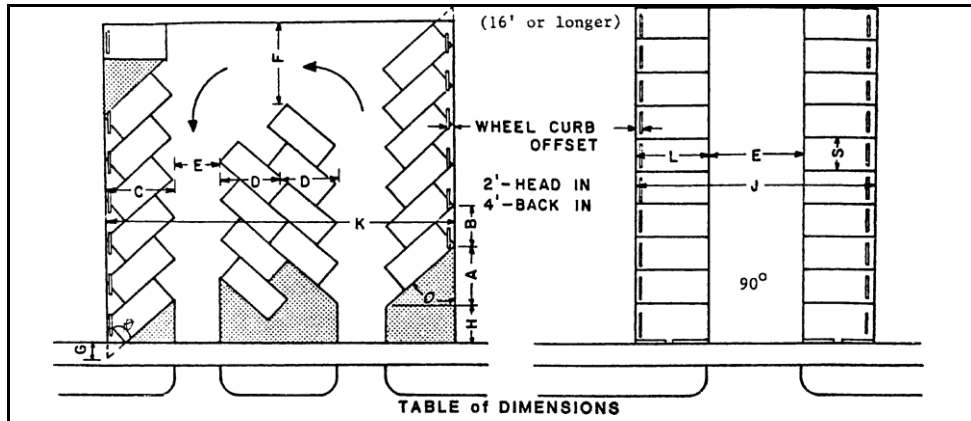 (16' or longer)
F
WHEEL CURB
OFFSET
E
L
E
S
C
D
D
2'-HEAD IN
J
4'-BACK IN
K
B
A
O
90°
H
φ
G
TABLE of DIMENSIONS